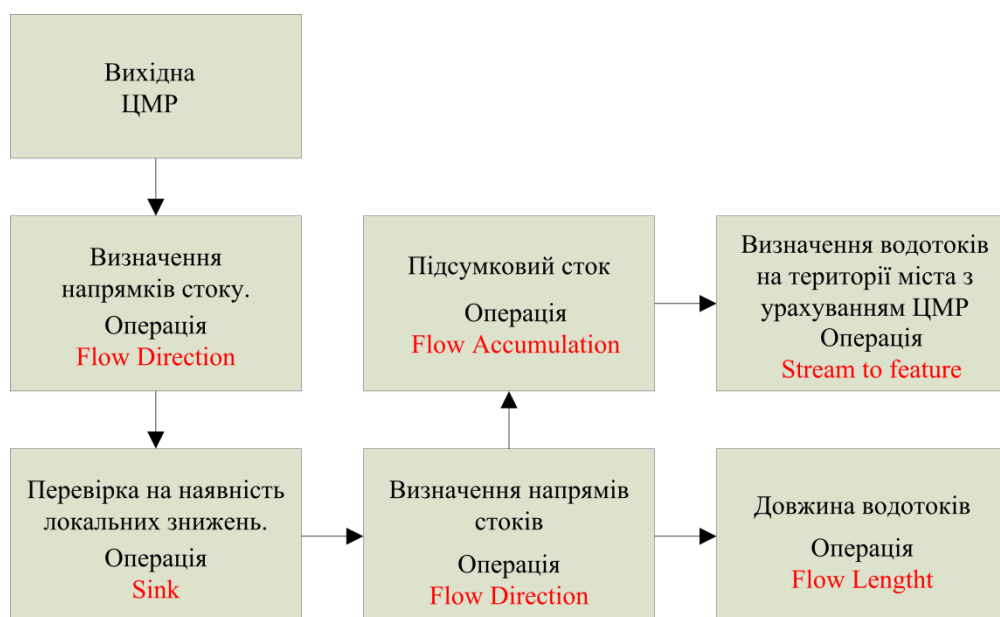 Вихідна
ЦМР
Визначення
напрямків стоку.
Операція
Flow Direction
Підсумковий сток
Операція
Flow Accumulation
Визначення водотоків
на території міста з
урахуванням ЦМР
Операція
Stream to feature
Перевірка на наявність
локальних знижень.
Операція
Sink
Визначення напрямів
стоків
Операція
Flow Direction
Довжина водотоків
Операція
Flow Lengtht